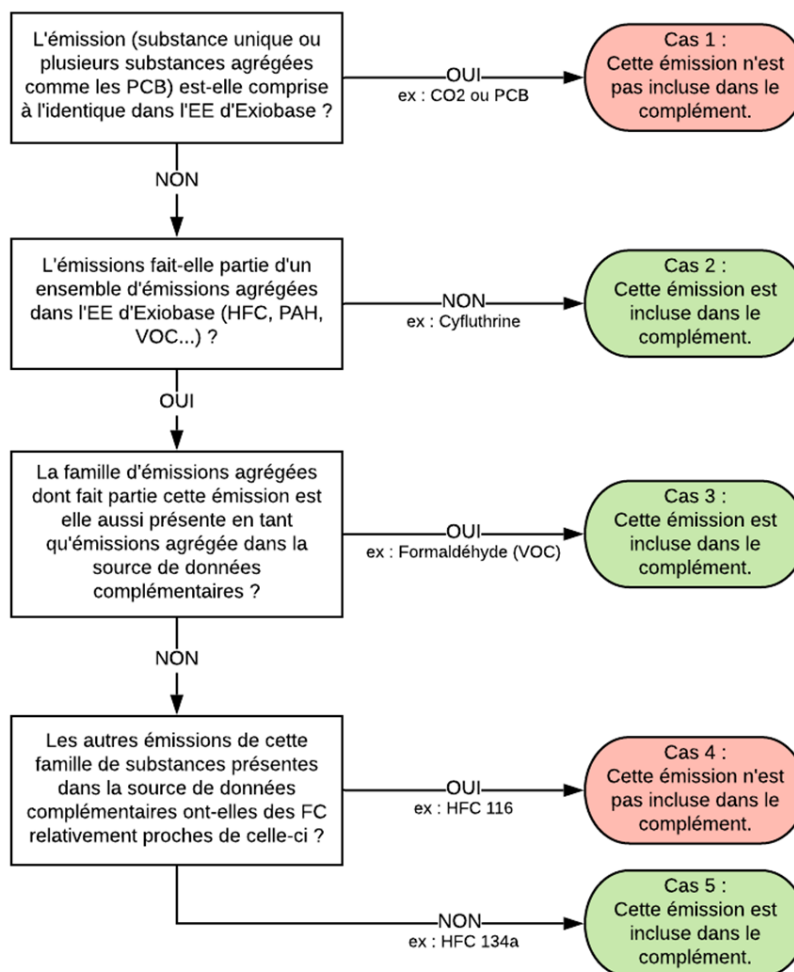 L'émission (substance unique ou
plusieurs substances agrégées
comme les PCB) est-elle comprise
à l'identique dans l'EE d'Exiobase ?
OUI
ex : CO2 ou PCB
Cas 1 :
Cette émission n'est
pas incluse dans le
complément.
NON
L'émissions fait-elle partie d'un
ensemble d'émissions agrégées
dans l'EE d'Exiobase (HFC, PAH,
VOC...) ?
NON
ex : Cyfluthrine
Cas 2 :
Cette émission est
incluse dans le
complément.
OUI
La famille d'émissions agrégées
dont fait partie cette émission est
elle aussi présente en tant
qu'émissions agrégée dans la
source de données
complémentaires ?
OUI
ex : Formaldéhyde (VOC)
Cas 3 :
Cette émission est
incluse dans le
complément.
NON
Les autres émissions de cette
famille de substances présentes
dans la source de données
complémentaires ont-elles des FC
relativement proches de celle-ci ?
OUI
ex : HFC 116
Cas 4 :
Cette émission n'est
pas incluse dans le
complément.
NON
ex : HFC 134a
Cas 5 :
Cette émission est
incluse dans le
complément.